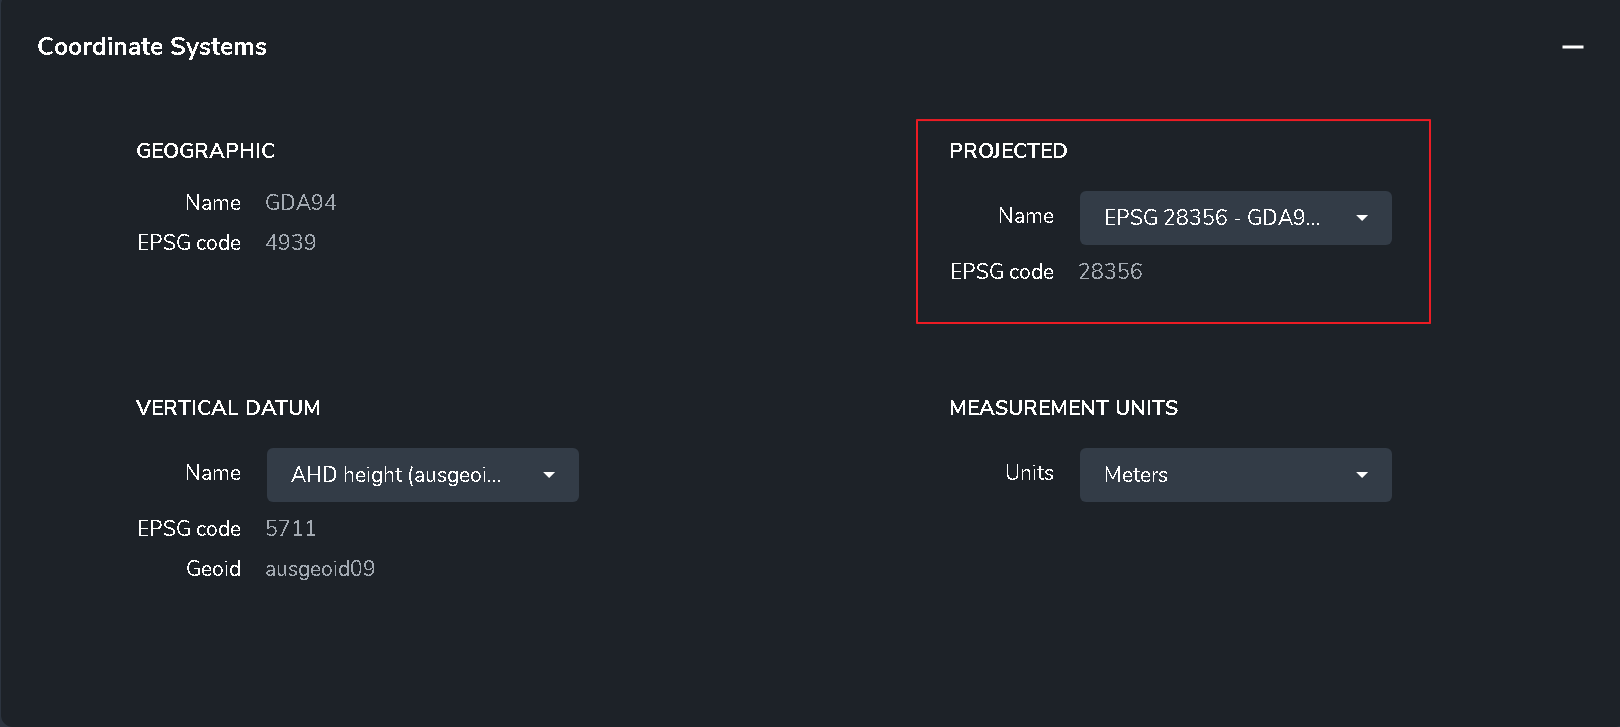 Coordinate Systems
GEOGRAPHIC
Name GDA94
EPSG code 4939
PROJECTED
Name EPSG 28356 - GDA9...
EPSG code 28356
VERTICAL DATUM
Name AHD height (ausgeoi...
EPSG code 5711
Geoid ausgeoid09
MEASUREMENT UNITS
Units Meters